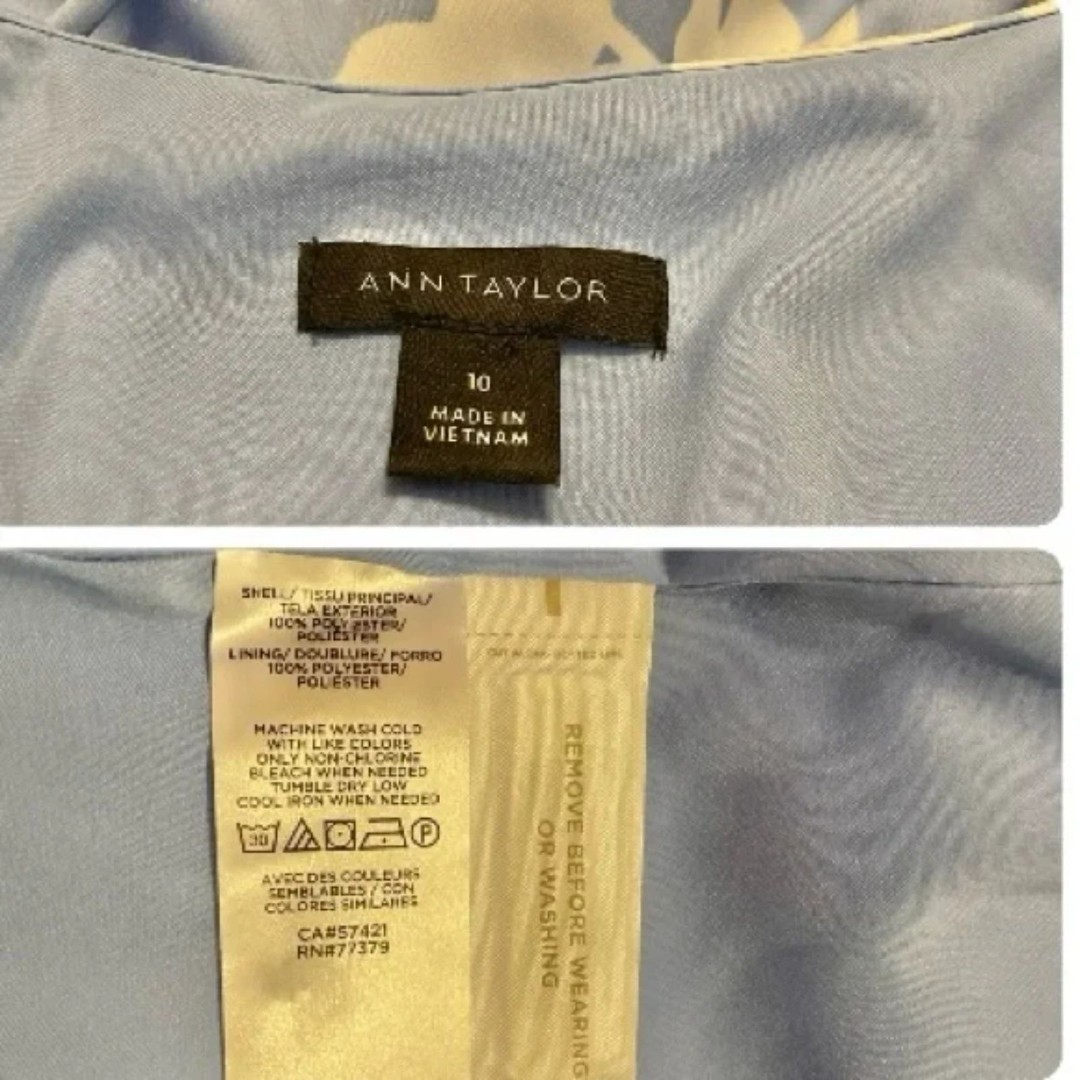 ANN TAYLOR
10
MADE IN
VIETNAM
SHELL/ TISSU PRINCIPAL/
TELA EXTERIOR
100% POLYESTER/
POLIÉSTER
LINING/ DOUBLURE/ FORRO
100% POLYESTER/
POLIÉSTER
MACHINE WASH COLD
WITH LIKE COLORS
ONLY NON-CHLORINE
BLEACH WHEN NEEDED
TUMBLE DRY LOW
COOL IRON WHEN NEEDED
30 P
AVEC DES COULEURS
SEMBLABLES / CON
COLORES SIMILARES
CA#57421
RN#77379
REMOVE BEFORE WEARING
OR WASHING